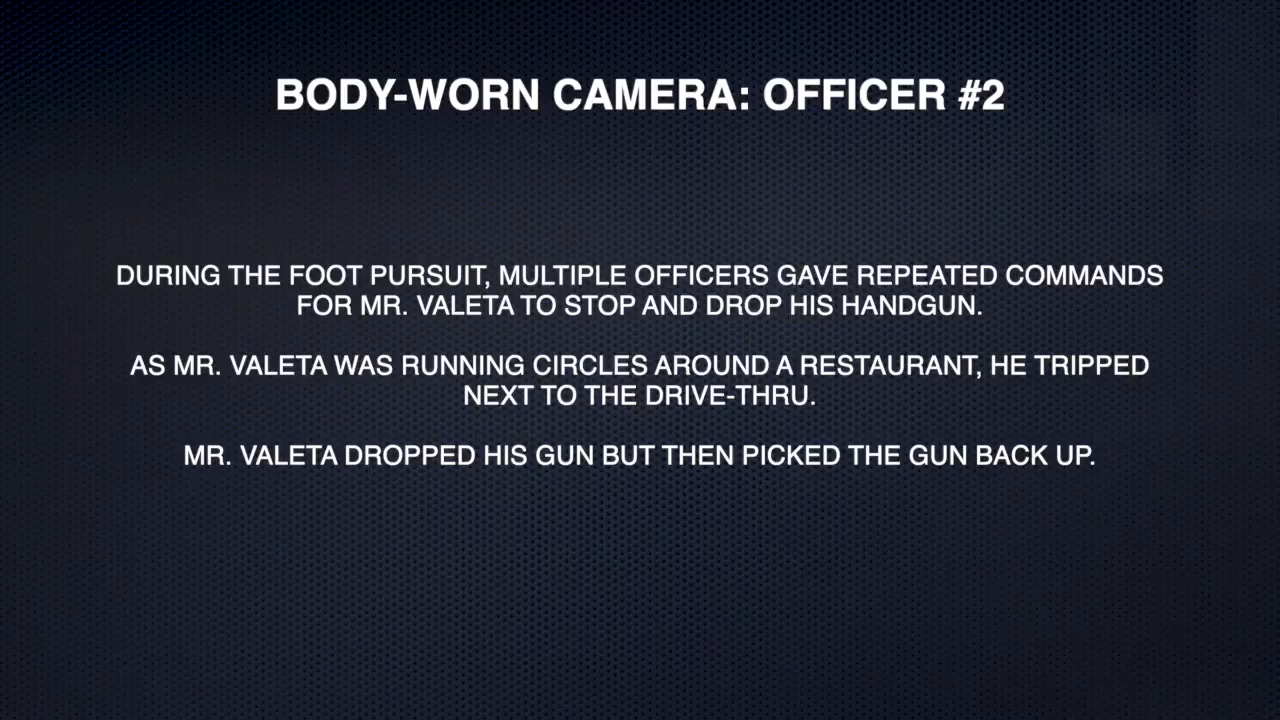 BODY-WORN CAMERA: OFFICER #2
DURING THE FOOT PURSUIT, MULTIPLE OFFICERS GAVE REPEATED COMMANDS
FOR MR. VALETA TO STOP AND DROP HIS HANDGUN.
AS MR. VALETA WAS RUNNING CIRCLES AROUND A RESTAURANT, HE TRIPPED
NEXT TO THE DRIVE-THRU.
MR. VALETA DROPPED HIS GUN BUT THEN PICKED THE GUN BACK UP.